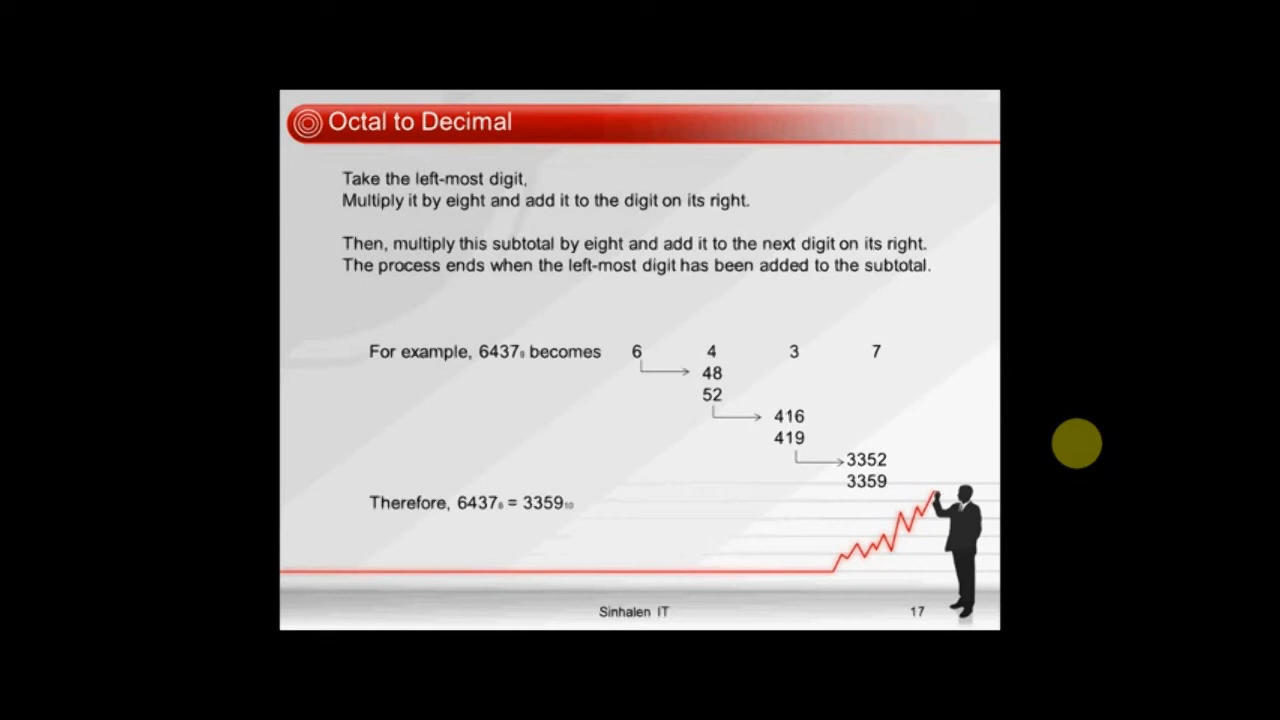 Octal to Decimal
Take the left-most digit,
Multiply it by eight and add it to the digit on its right.
Then, multiply this subtotal by eight and add it to the next digit on its right.
The process ends when the left-most digit has been added to the subtotal.
For example, 6437₈ becomes 6 4 3 7
48
52
416
419
3352
3359
Therefore, 6437₈ = 3359₁₀
Sinhalen IT 17